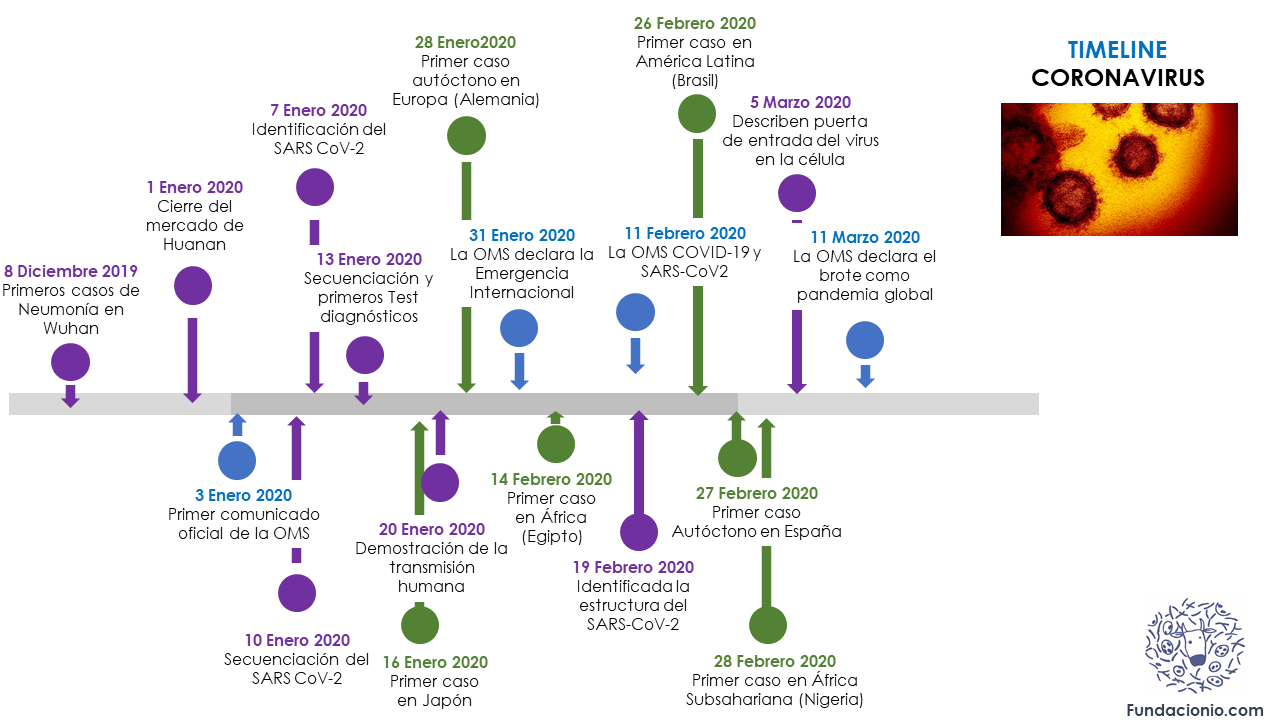 TIMELINE
CORONAVIRUS
8 Diciembre 2019
Primeros casos de
Neumonía en
Wuhan
1 Enero 2020
Cierre del
mercado de
Huanan
7 Enero 2020
Identificación del
SARS CoV-2
13 Enero 2020
Secuenciación y
primeros Test
diagnósticos
28 Enero2020
Primer caso
autóctono en
Europa (Alemania)
31 Enero 2020
La OMS declara la
Emergencia
Internacional
11 Febrero 2020
La OMS COVID-19 y
SARS-CoV2
26 Febrero 2020
Primer caso en
América Latina
(Brasil)
5 Marzo 2020
Describen puerta
de entrada del virus
en la célula
11 Marzo 2020
La OMS declara el
brote como
pandemia global
3 Enero 2020
Primer comunicado
oficial de la OMS
10 Enero 2020
Secuenciación del
SARS CoV-2
20 Enero 2020
Demostración de la
transmisión
humana
16 Enero 2020
Primer caso
en Japón
14 Febrero 2020
Primer caso
en África
(Egipto)
19 Febrero 2020
Identificada la
estructura del
SARS-CoV-2
27 Febrero 2020
Primer caso
Autóctono en España
28 Febrero 2020
Primer caso en África
Subsahariana (Nigeria)
Fundacionio.com